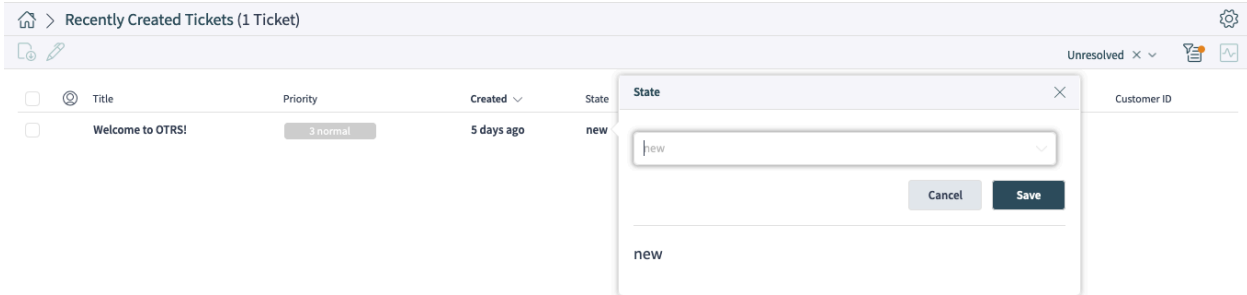 Recently Created Tickets (1 Ticket)
Unresolved
Title Priority Created State Customer ID
Welcome to OTRS! 3 normal 5 days ago new
State
new
Cancel Save
new